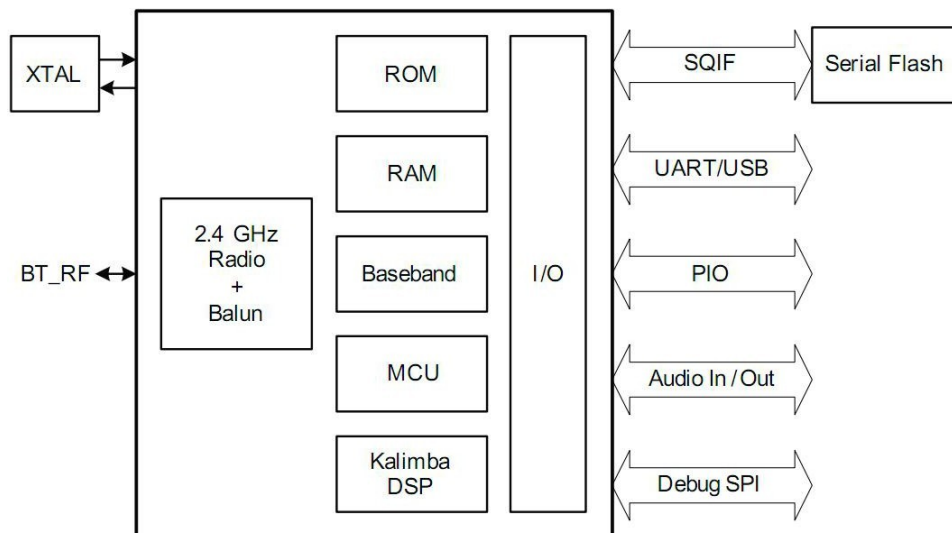 XTAL
BT_RF
2.4 GHz
Radio
+
Balun
ROM
RAM
Baseband
MCU
Kalimba
DSP
I/O
SQIF
Serial Flash
UART/USB
PIO
Audio In / Out
Debug SPI